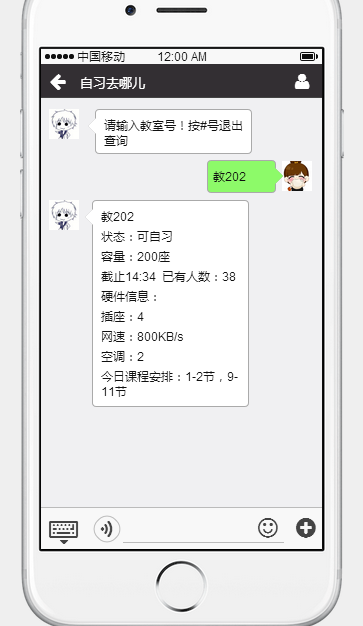 中国移动 12:00 AM
自习去哪儿
请输入教室号！按#号退出
查询
教202
教202
状态：可自习
容量：200座
截止14:34 已有人数：38
硬件信息：
插座：4
网速：800KB/s
空调：2
今日课程安排：1-2节，9-
11节